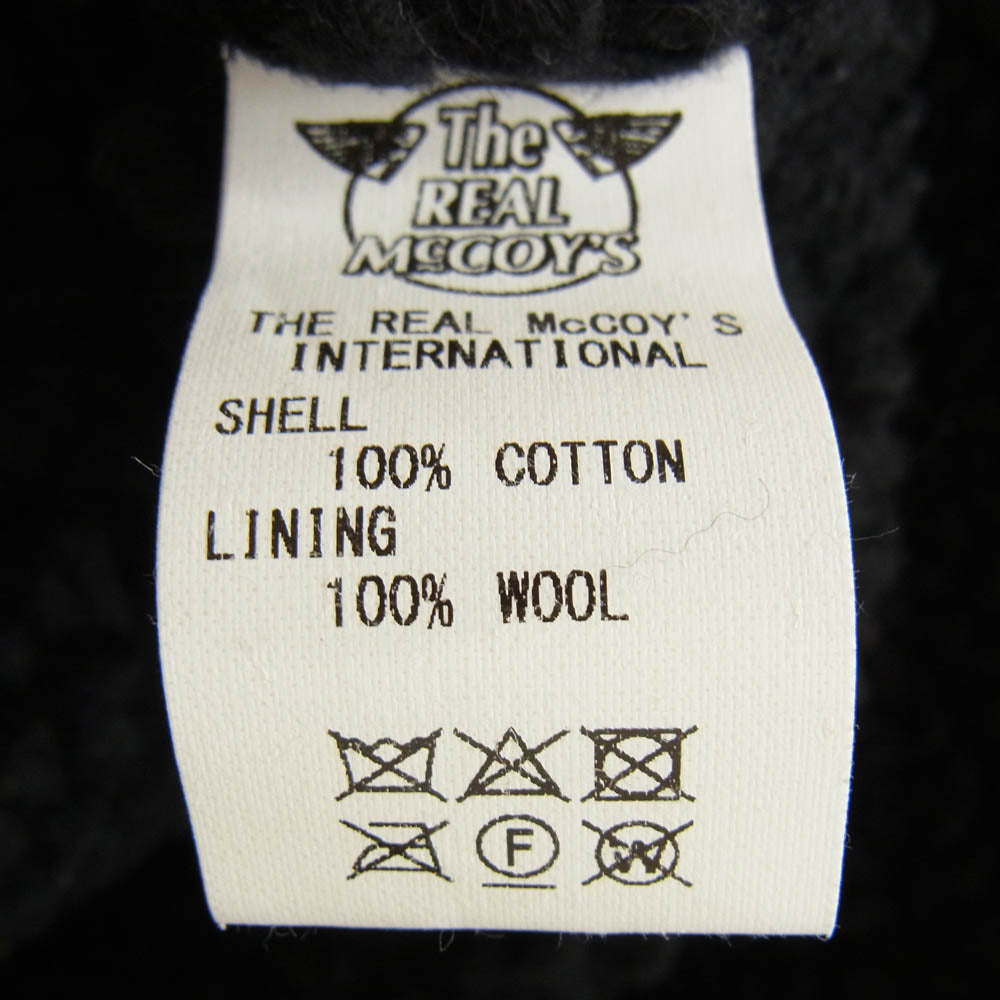 The
REAL
McCOY'S
THE REAL McCOY'S
INTERNATIONAL
SHELL
100% COTTON
LINING
100% WOOL
F
W